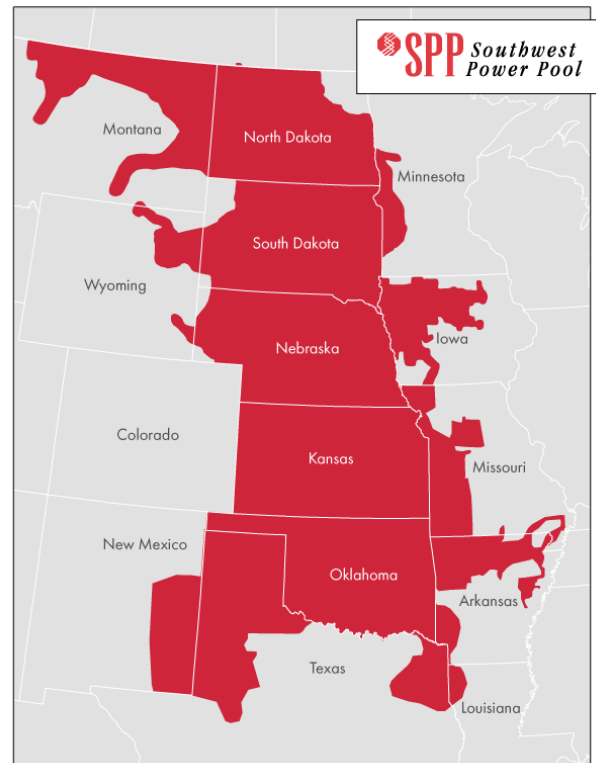 SPP Southwest
Power Pool
Montana
North Dakota
Minnesota
South Dakota
Wyoming
Iowa
Nebraska
Colorado
Kansas
Missouri
New Mexico
Oklahoma
Arkansas
Texas
Louisiana